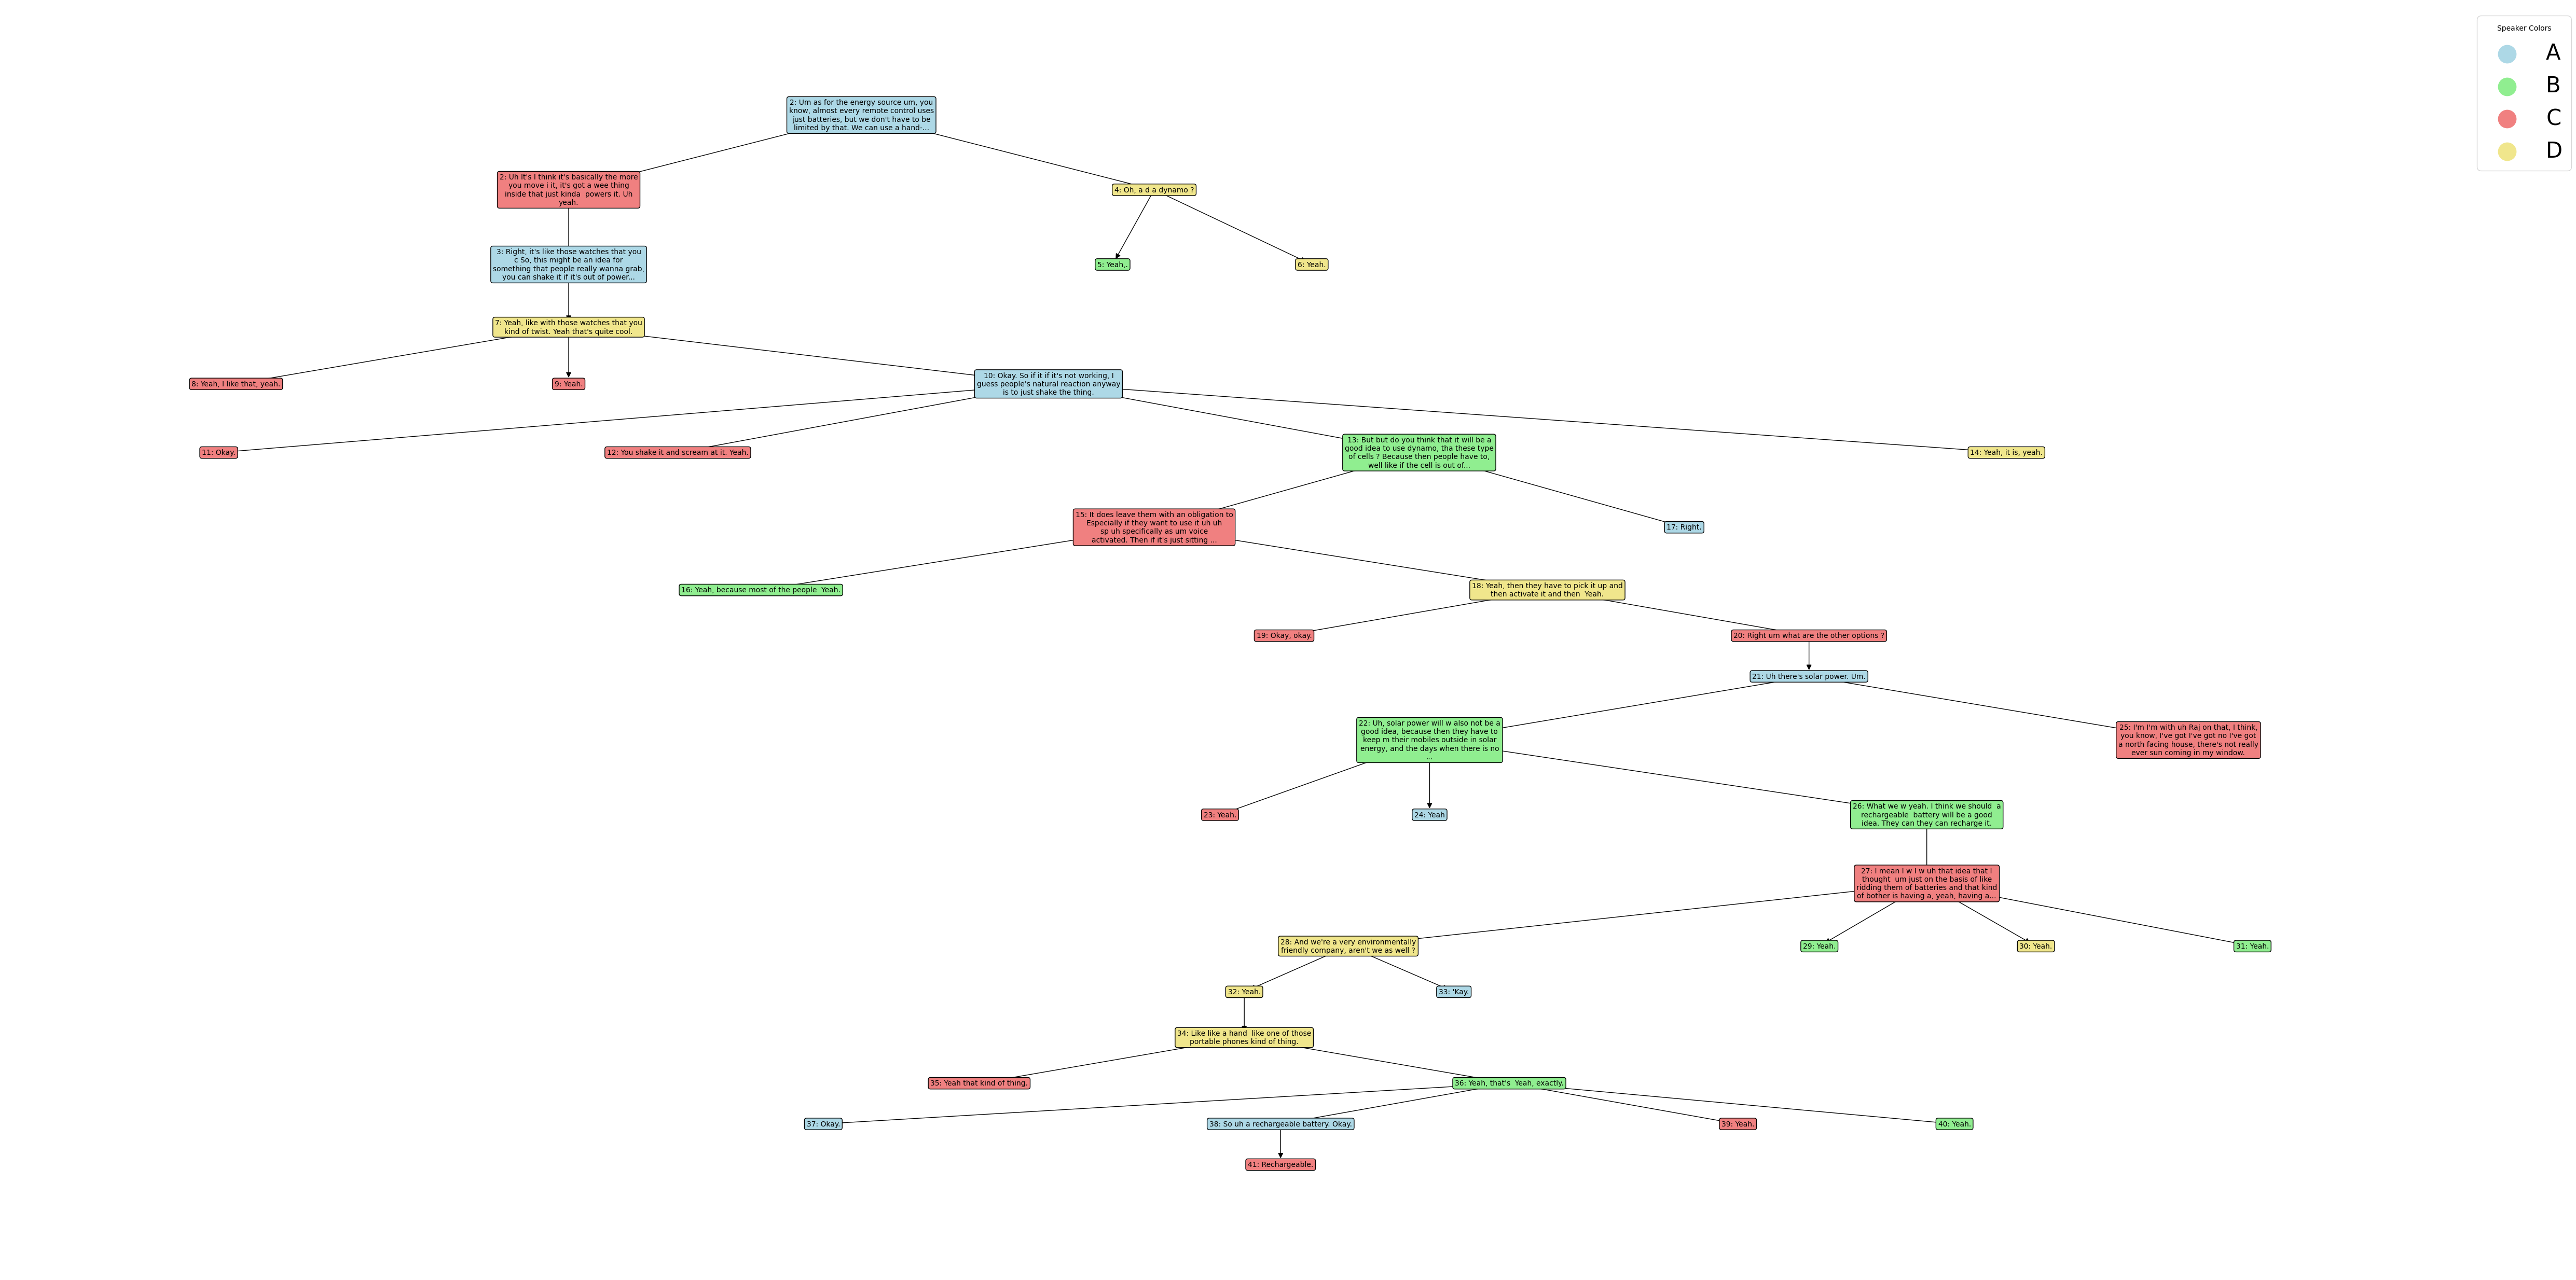 Speaker Colors
A
B
C
D
2: Um as for the energy source um, you
know, almost every remote control uses
just batteries, but we don't have to be
limited by that. We can use a hand-...
2: Uh it's I think it's basically the more
you move i it, it's got a wee thing
inside that just kinda  powers it. Uh
yeah.
4: Oh, a d a dynamo ?
3: Right, it's like those watches that you
c So, this might be an idea for
something that people really wanna grab,
you can shake it if it's out of power...
5: Yeah,.
6: Yeah.
7: Yeah, like with those watches that you
kind of twist. Yeah that's quite cool.
8: Yeah, I like that, yeah.
9: Yeah.
10: Okay. So if it if it's not working, I
guess people's natural reaction anyway
is to just shake the thing.
11: Okay.
12: You shake it and scream at it. Yeah.
13: But but do you think that it will be a
good idea to use dynamo, tha these type
of cells ? Because then people have to,
well like if the cell is out of...
14: Yeah, it is, yeah.
15: It does leave them with an obligation to
Especially if they want to use it uh uh
sp uh specifically as um voice
activated. Then if it's just sitting ...
17: Right.
16: Yeah, because most of the people  Yeah.
18: Yeah, then they have to pick it up and
then activate it and then  Yeah.
19: Okay, okay.
20: Right um what are the other options ?
21: Uh there's solar power. Um.
22: Uh, solar power will w also not be a
good idea, because then they have to
keep m their mobiles outside in solar
energy, and the days when there is no
...
25: I'm I'm with uh Raj on that, I think,
you know, I've got I've got no I've got
a north facing house, there's not really
ever sun coming in my window.
23: Yeah.
24: Yeah
26: What we w yeah. I think we should  a
rechargeable  battery will be a good
idea. They can they can recharge it.
27: I mean I w I w uh that idea that I
thought  um just on the basis of like
ridding them of batteries and that kind
of bother is having a, yeah, having a...
28: And we're a very environmentally
friendly company, aren't we as well ?
29: Yeah.
30: Yeah.
31: Yeah.
32: Yeah.
33: 'Kay.
34: Like like a hand  like one of those
portable phones kind of thing.
35: Yeah that kind of thing.
36: Yeah, that's  Yeah, exactly.
37: Okay.
38: So uh a rechargeable battery. Okay.
39: Yeah.
40: Yeah.
41: Rechargeable.